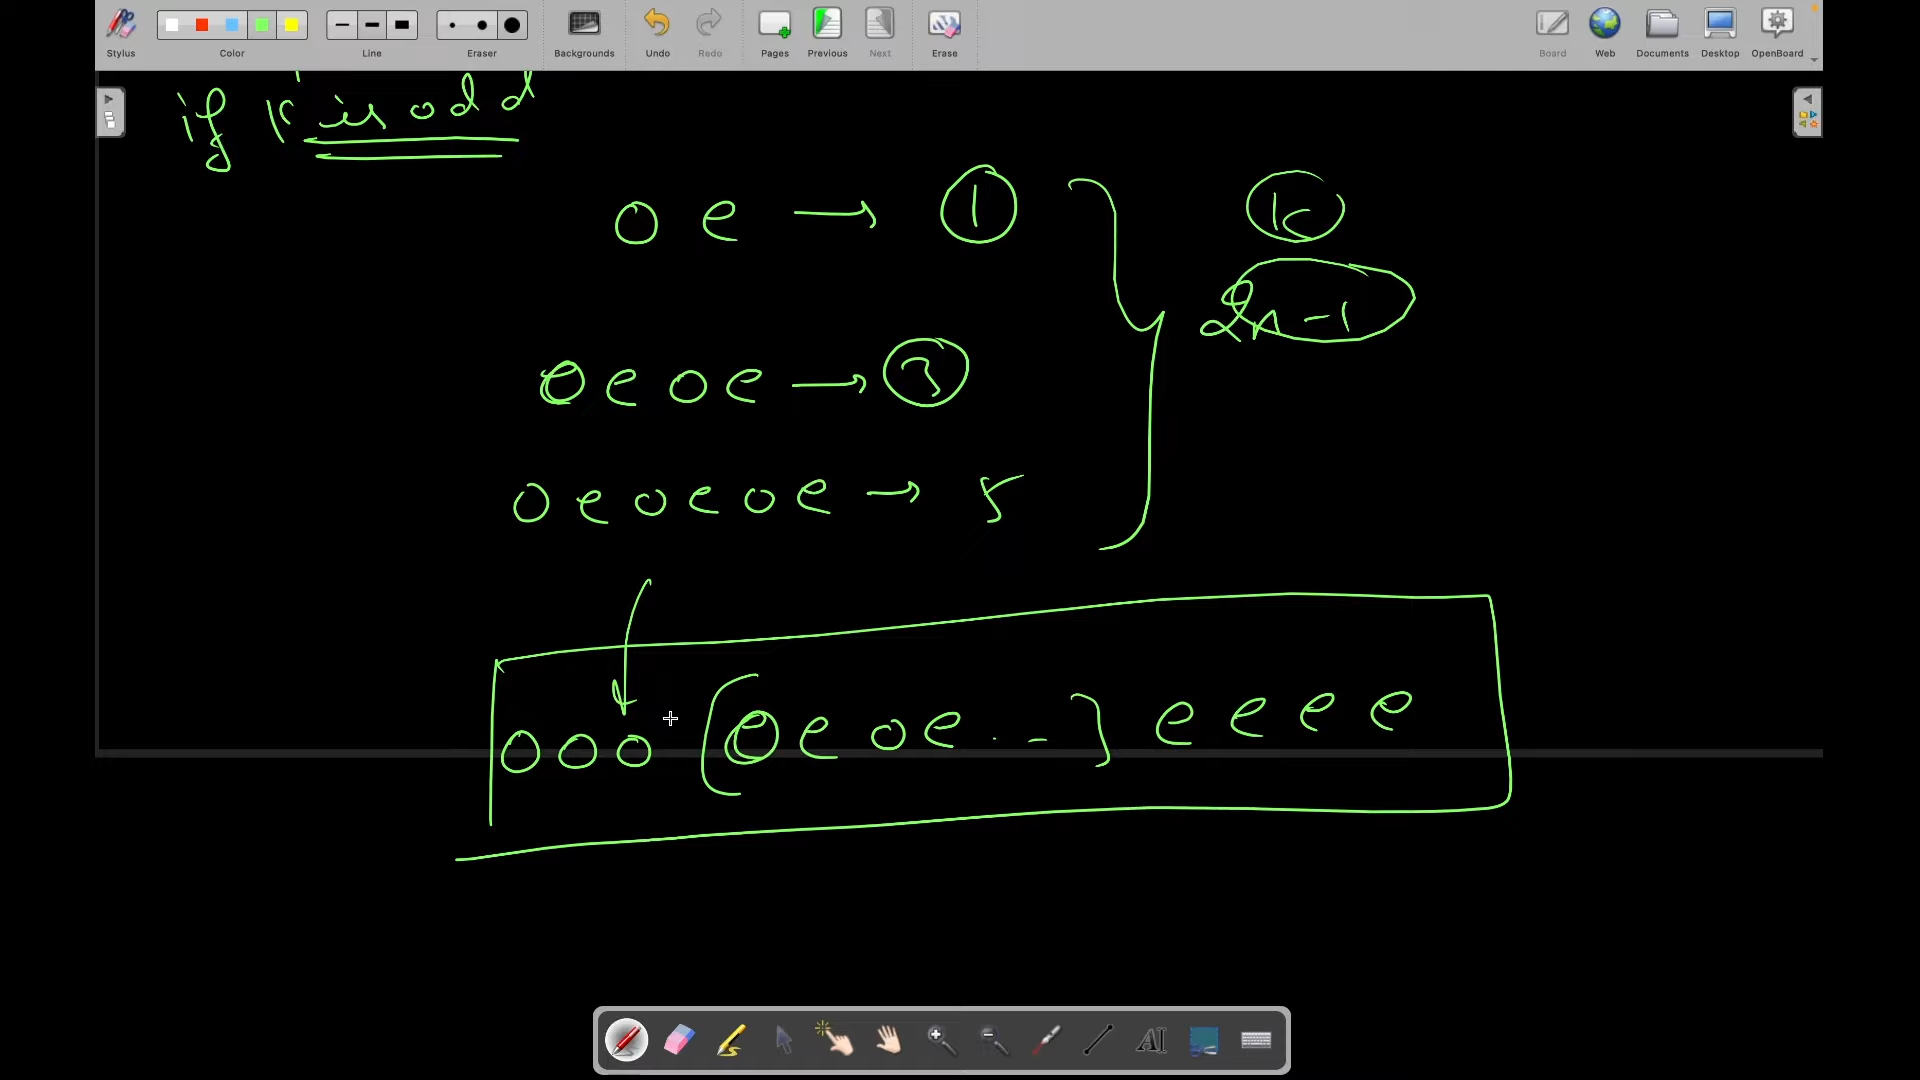 Stylus Color Line Eraser Backgrounds Undo Redo Pages Previous Next Erase Board Web Documents Desktop OpenBoard
if k is odd
o e → 1
k
2n-1
o e o e → 3
o e o e o e → 5
o o o [ o e o e . . - ] e e e e